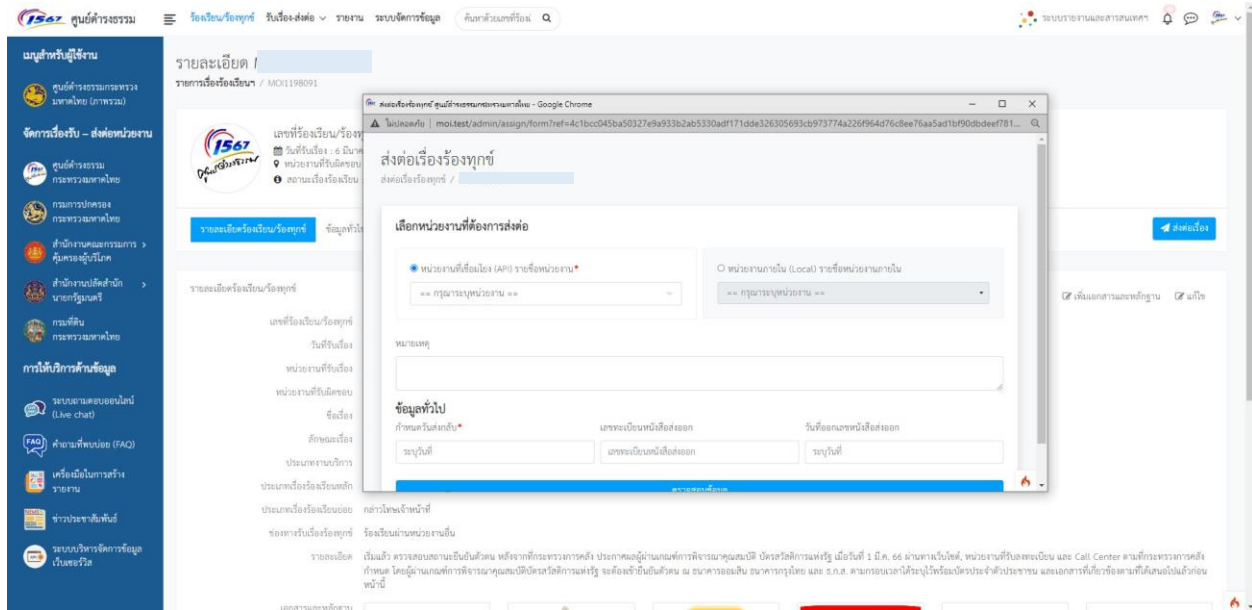 1567 ศูนย์ดำรงธรรม
ร้องเรียน/ร้องทุกข์ รับเรื่อง-ส่งต่อ รายงาน ระบบจัดการข้อมูล
ค้นหาด้วยเลขที่ร้องเ
ระบบรายงานและสารสนเทศฯ
เมนูสำหรับผู้ใช้งาน
ศูนย์ดำรงธรรมกระทรวง
มหาดไทย (ภาพรวม)
จัดการเรื่องรับ – ส่งต่อหน่วยงาน
ศูนย์ดำรงธรรม
กระทรวงมหาดไทย
กรมการปกครอง
กระทรวงมหาดไทย
สำนักงานคณะกรรมการ
คุ้มครองผู้บริโภค
สำนักงานปลัดสำนัก
นายกรัฐมนตรี
กรมที่ดิน
กระทรวงมหาดไทย
การให้บริการด้านข้อมูล
ระบบถามตอบออนไลน์
(Live chat)
FAQ
คำถามที่พบบ่อย (FAQ)
เครื่องมือในการสร้าง
รายงาน
ข่าวประชาสัมพันธ์
ระบบบริหารจัดการข้อมูล
เว็บเซอร์วิส
รายละเอียด
รายการเรื่องร้องเรียนฯ / MOI1198091
1567
ศูนย์ดำรงธรรม
เลขที่ร้องเรียน/ร้องท
วันที่รับเรื่อง : 6 มีนา
หน่วยงานที่รับผิดชอบ
สถานะเรื่องร้องเรียน
รายละเอียดร้องเรียน/ร้องทุกข์
ข้อมูลทั่วไ
ส่งต่อเรื่อง
รายละเอียดร้องเรียน/ร้องทุกข์
เพิ่มเอกสารและหลักฐาน แก้ไข
เลขที่ร้องเรียน/ร้องทุกข์
วันที่รับเรื่อง
หน่วยงานที่รับเรื่อง
หน่วยงานที่รับผิดชอบ
ชื่อเรื่อง
ลักษณะเรื่อง
ประเภทงานบริการ
ประเภทเรื่องร้องเรียนหลัก
ประเภทเรื่องร้องเรียนย่อย กล่าวโทษเจ้าหน้าที่
ช่องทางรับเรื่องร้องทุกข์ ร้องเรียนผ่านหน่วยงานอื่น
รายละเอียด เริ่มแล้ว ตรวจสอบสถานะยืนยันตัวตน หลังจากที่กระทรวงการคลัง ประกาศผลผู้ผ่านเกณฑ์การพิจารณาคุณสมบัติ บัตรสวัสดิการแห่งรัฐ เมื่อวันที่ 1 มี.ค. 66 ผ่านทางเว็บไซต์, หน่วยงานที่รับลงทะเบียน และ Call Center ตามที่กระทรวงการคลัง
กำหนด โดยผู้ผ่านเกณฑ์การพิจารณาคุณสมบัติบัตรสวัสดิการแห่งรัฐ จะต้องเข้ายืนยันตัวตน ณ ธนาคารออมสิน ธนาคารกรุงไทย และ ธ.ก.ส. ตามกรอบเวลาได้ระบุไว้พร้อมบัตรประจำตัวประชาชน และเอกสารที่เกี่ยวข้องตามที่ได้เสนอไปแล้วก่อน
หน้านี้
เอกสารและหลักฐาน
ส่งต่อเรื่องร้องทุกข์ ศูนย์ดำรงธรรมกระทรวงมหาดไทย - Google Chrome
ไม่ปลอดภัย | moi.test/admin/assign/form?ref=4c1bcc045ba50327e9a933b2ab5330adf171dde326305693cb973774a226f964d76c8ee76aa5ad1bf90dbdeef781...
ส่งต่อเรื่องร้องทุกข์
ส่งต่อเรื่องร้องทุกข์ /
เลือกหน่วยงานที่ต้องการส่งต่อ
หน่วยงานที่เชื่อมโยง (API) รายชื่อหน่วยงาน*
== กรุณาระบุหน่วยงาน ==
หน่วยงานภายใน (Local) รายชื่อหน่วยงานภายใน
== กรุณาระบุหน่วยงาน ==
หมายเหตุ
ข้อมูลทั่วไป
กำหนดวันส่งกลับ* เลขทะเบียนหนังสือส่งออก วันที่ออกเลขหนังสือส่งออก
ระบุวันที่ เลขทะเบียนหนังสือส่งออก ระบุวันที่
ตรวจสอบข้อมูล